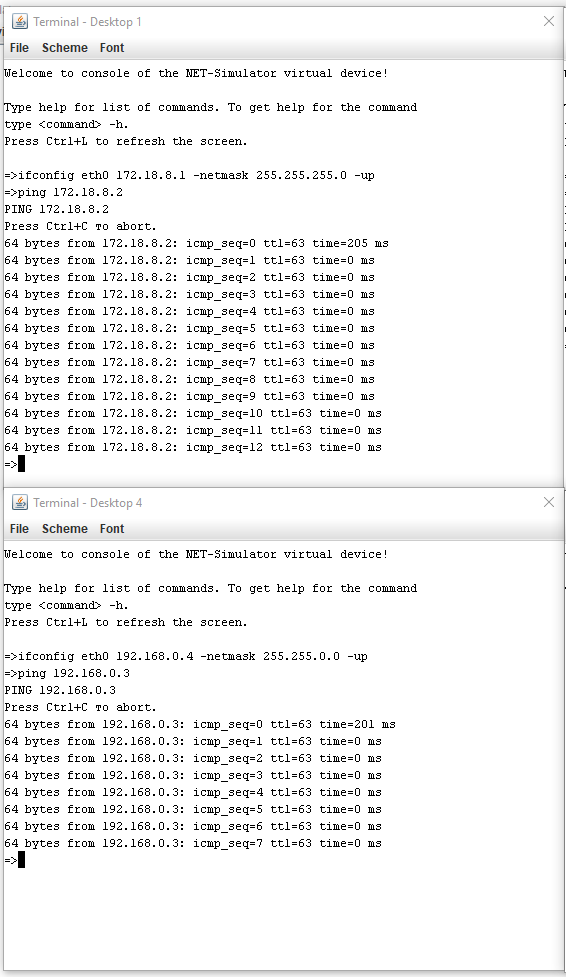 Terminal - Desktop 1
File Scheme Font
Welcome to console of the NET-Simulator virtual device!
Type help for list of commands. To get help for the command
type <command> -h.
Press Ctrl+L to refresh the screen.
=>ifconfig eth0 172.18.8.1 -netmask 255.255.255.0 -up
=>ping 172.18.8.2
PING 172.18.8.2
Press Ctrl+C to abort.
64 bytes from 172.18.8.2: icmp_seq=0 ttl=63 time=205 ms
64 bytes from 172.18.8.2: icmp_seq=1 ttl=63 time=0 ms
64 bytes from 172.18.8.2: icmp_seq=2 ttl=63 time=0 ms
64 bytes from 172.18.8.2: icmp_seq=3 ttl=63 time=0 ms
64 bytes from 172.18.8.2: icmp_seq=4 ttl=63 time=0 ms
64 bytes from 172.18.8.2: icmp_seq=5 ttl=63 time=0 ms
64 bytes from 172.18.8.2: icmp_seq=6 ttl=63 time=0 ms
64 bytes from 172.18.8.2: icmp_seq=7 ttl=63 time=0 ms
64 bytes from 172.18.8.2: icmp_seq=8 ttl=63 time=0 ms
64 bytes from 172.18.8.2: icmp_seq=9 ttl=63 time=0 ms
64 bytes from 172.18.8.2: icmp_seq=10 ttl=63 time=0 ms
64 bytes from 172.18.8.2: icmp_seq=11 ttl=63 time=0 ms
64 bytes from 172.18.8.2: icmp_seq=12 ttl=63 time=0 ms
=>
Terminal - Desktop 4
File Scheme Font
Welcome to console of the NET-Simulator virtual device!
Type help for list of commands. To get help for the command
type <command> -h.
Press Ctrl+L to refresh the screen.
=>ifconfig eth0 192.168.0.4 -netmask 255.255.0.0 -up
=>ping 192.168.0.3
PING 192.168.0.3
Press Ctrl+C to abort.
64 bytes from 192.168.0.3: icmp_seq=0 ttl=63 time=201 ms
64 bytes from 192.168.0.3: icmp_seq=1 ttl=63 time=0 ms
64 bytes from 192.168.0.3: icmp_seq=2 ttl=63 time=0 ms
64 bytes from 192.168.0.3: icmp_seq=3 ttl=63 time=0 ms
64 bytes from 192.168.0.3: icmp_seq=4 ttl=63 time=0 ms
64 bytes from 192.168.0.3: icmp_seq=5 ttl=63 time=0 ms
64 bytes from 192.168.0.3: icmp_seq=6 ttl=63 time=0 ms
64 bytes from 192.168.0.3: icmp_seq=7 ttl=63 time=0 ms
=>